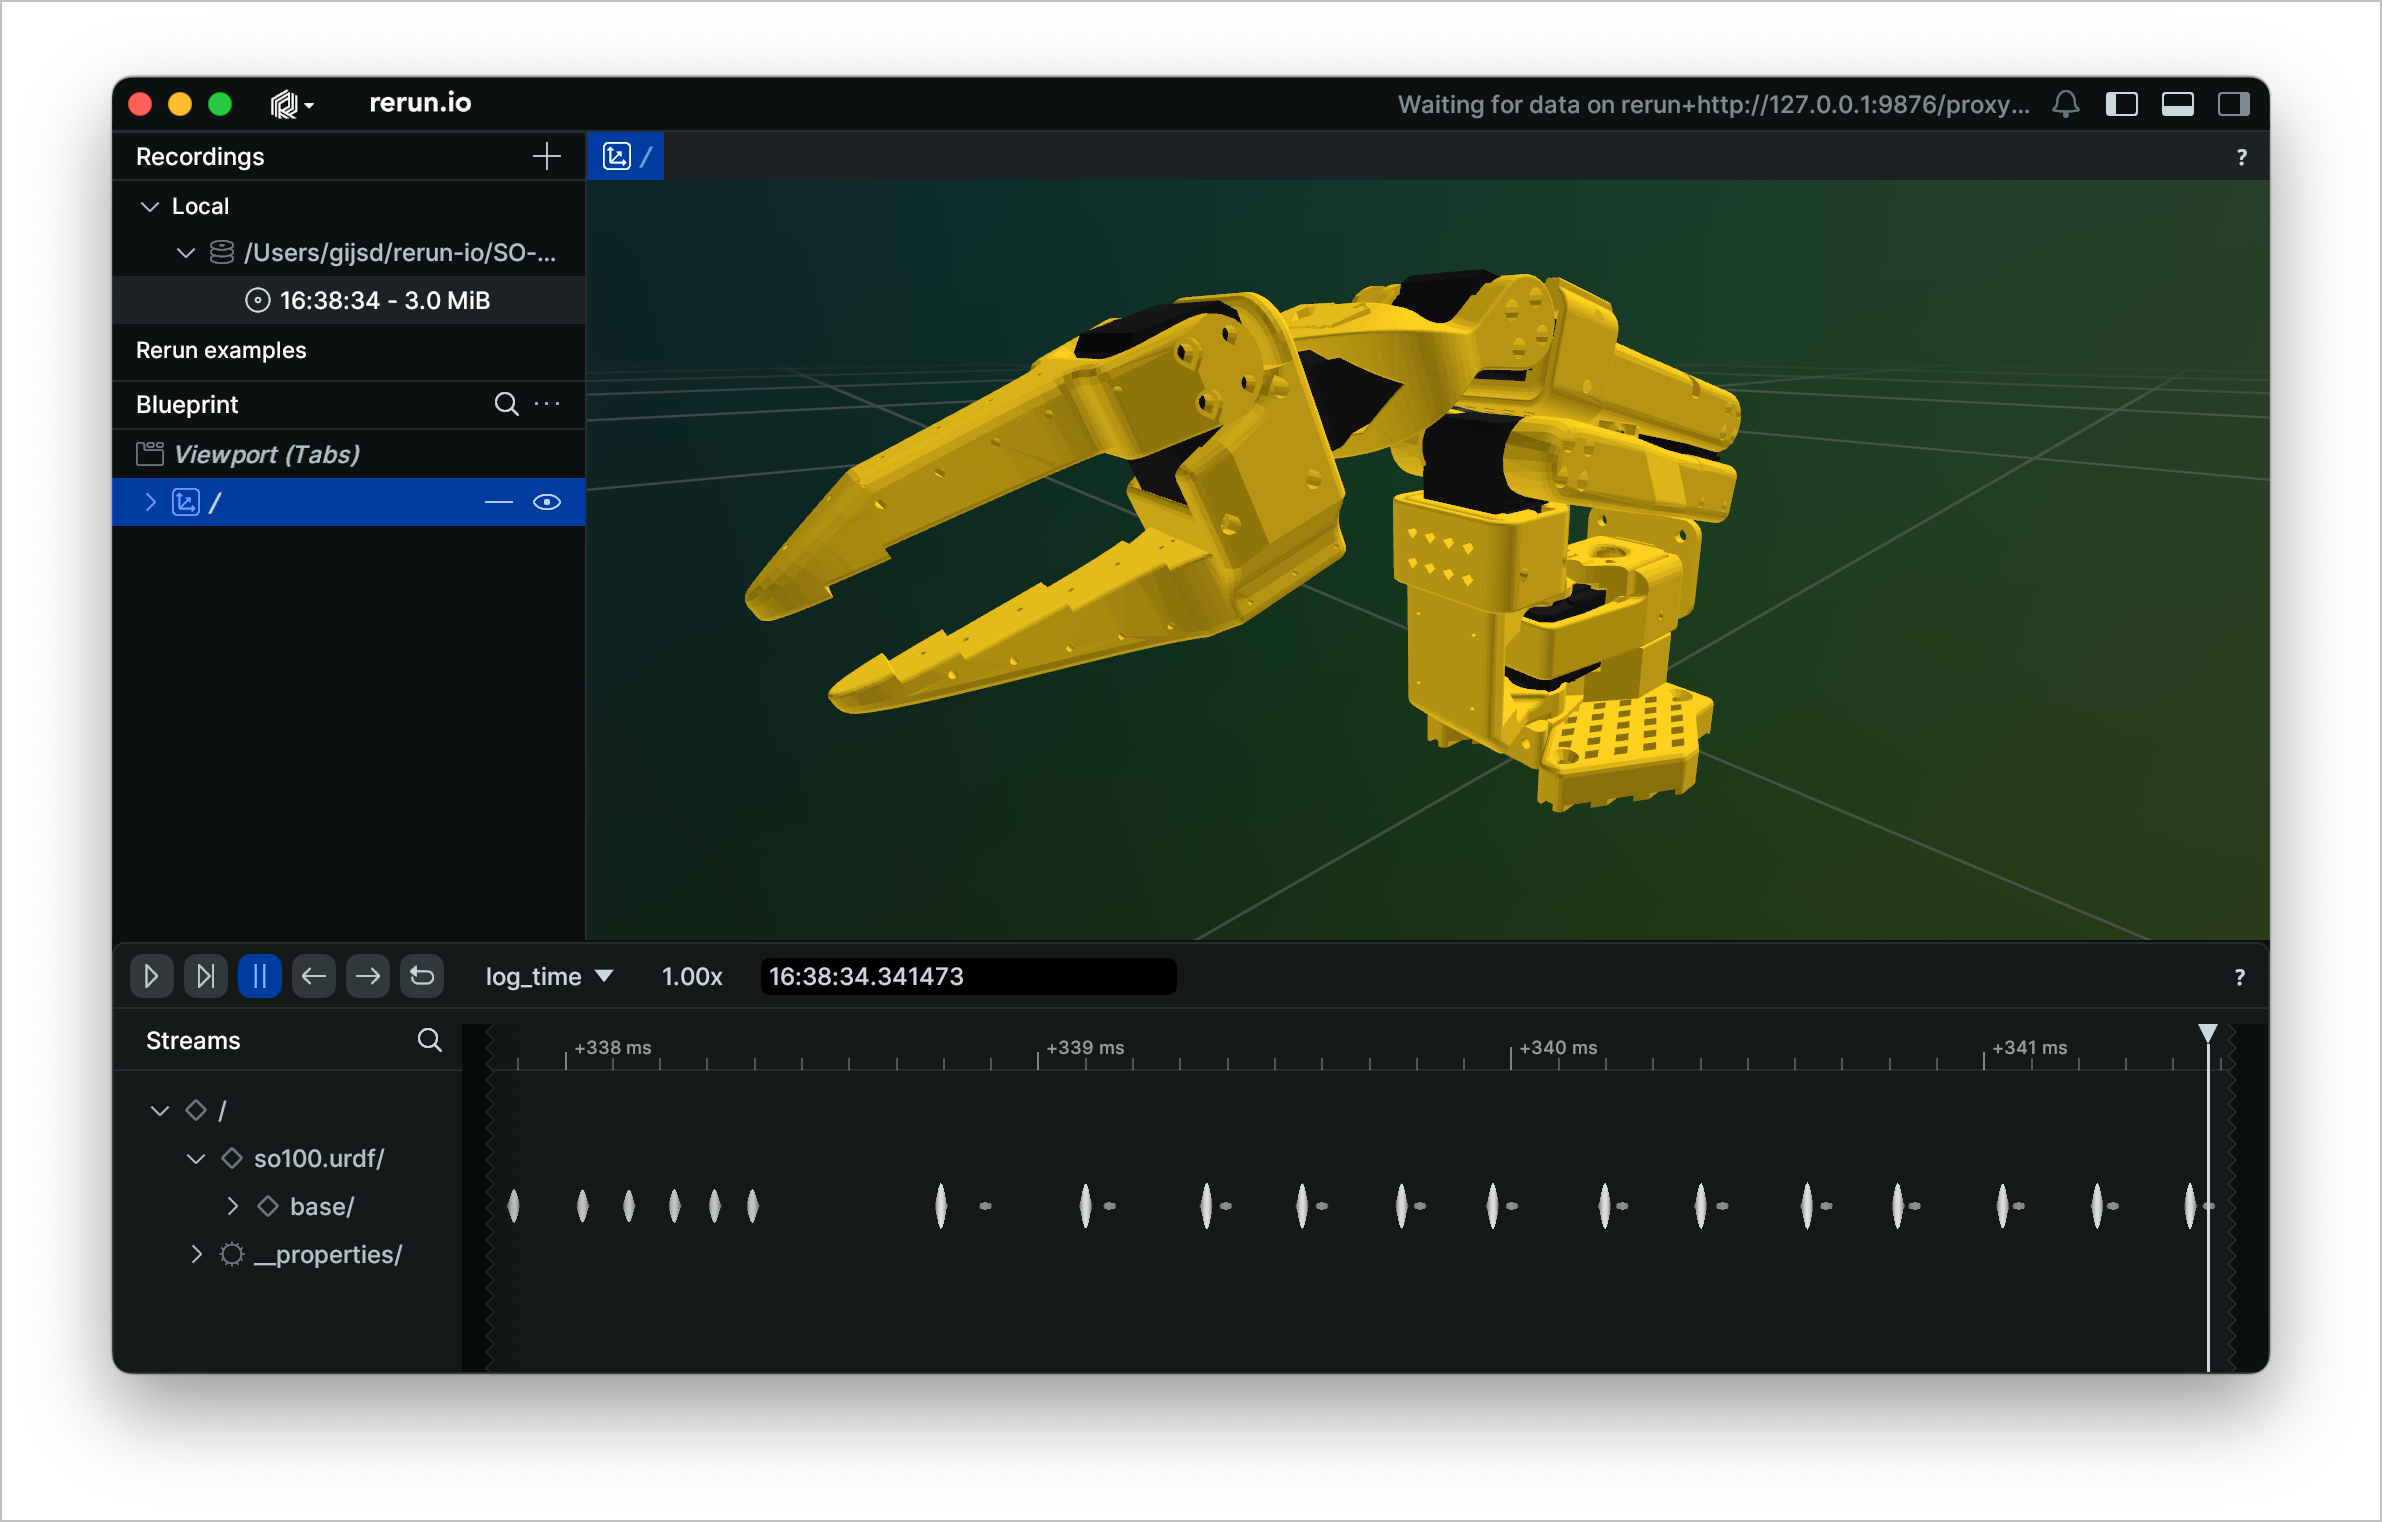 rerun.io
Waiting for data on rerun+http://127.0.0.1:9876/proxy...
Recordings
/
?
Local
/Users/gijsd/rerun-io/SO-...
16:38:34 - 3.0 MiB
Rerun examples
Blueprint
Viewport (Tabs)
/
log_time
1.00x
16:38:34.341473
?
Streams
+338 ms
+339 ms
+340 ms
+341 ms
/
so100.urdf/
base/
__properties/